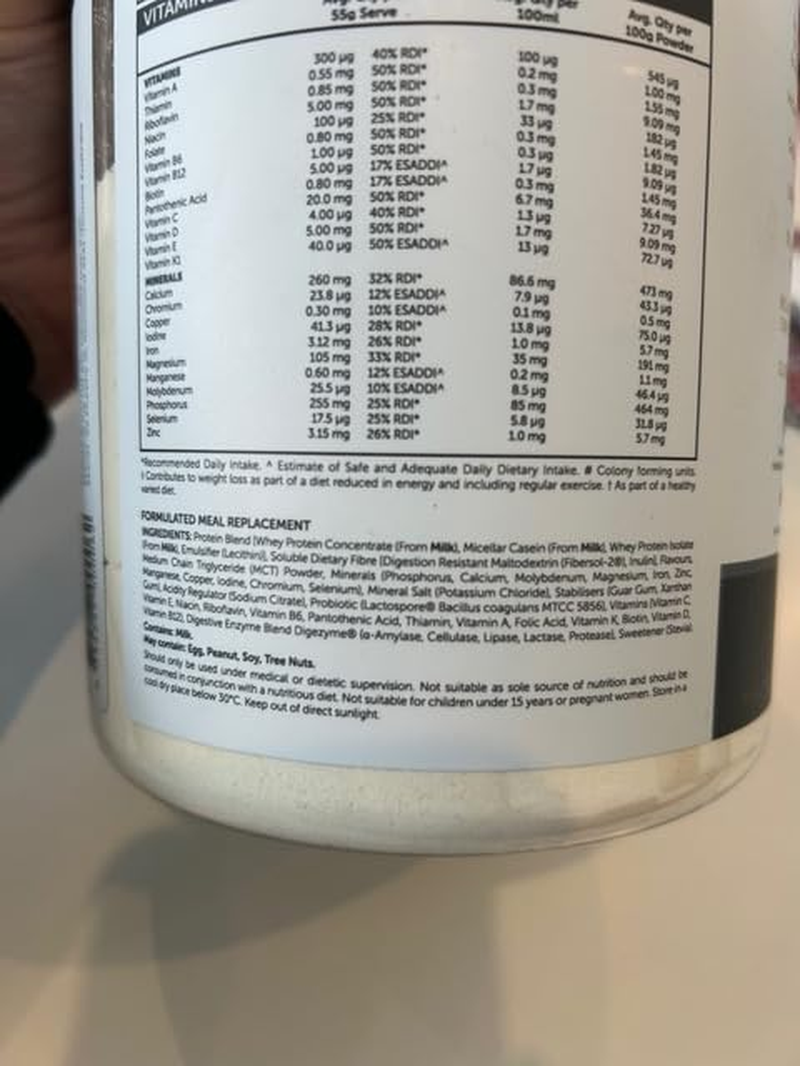 VITAMIN
55g Serve 100ml Avg. Qty per
100g Powder
VITAMINS
Vitamin A 300 µg 40% RDI* 100 µg 545 µg
Thiamin 0.55 mg 50% RDI* 0.2 mg 1.00 mg
Riboflavin 0.85 mg 50% RDI* 0.3 mg 1.55 mg
Niacin 5.00 mg 50% RDI* 1.7 mg 9.09 mg
Folate 100 µg 25% RDI* 33 µg 182 µg
Vitamin B6 0.80 mg 50% RDI* 0.3 mg 1.45 mg
Vitamin B12 1.00 µg 50% RDI* 0.3 µg 1.82 µg
Biotin 5.00 µg 17% ESADDI^ 1.7 µg 9.09 µg
Pantothenic Acid 0.80 mg 17% ESADDI^ 0.3 mg 1.45 mg
Vitamin C 20.0 mg 50% RDI* 6.7 mg 36.4 mg
Vitamin D 4.00 µg 40% RDI* 1.3 µg 7.27 µg
Vitamin E 5.00 mg 50% RDI* 1.7 mg 9.09 mg
Vitamin K1 40.0 µg 50% ESADDI^ 13 µg 72.7 µg
MINERALS
Calcium 260 mg 32% RDI* 86.6 mg 473 mg
Chromium 23.8 µg 12% ESADDI^ 7.9 µg 43.3 µg
Copper 0.30 mg 10% ESADDI^ 0.1 mg 0.5 mg
Iodine 41.3 µg 28% RDI* 13.8 µg 75.0 µg
Iron 3.12 mg 26% RDI* 1.0 mg 5.7 mg
Magnesium 105 mg 33% RDI* 35 mg 191 mg
Manganese 0.60 mg 12% ESADDI^ 0.2 mg 1.1 mg
Molybdenum 25.5 µg 10% ESADDI^ 8.5 µg 46.4 µg
Phosphorus 255 mg 25% RDI* 85 mg 464 mg
Selenium 17.5 µg 25% RDI* 5.8 µg 31.8 µg
Zinc 3.15 mg 26% RDI* 1.0 mg 5.7 mg
*Recommended Daily Intake. ^ Estimate of Safe and Adequate Daily Dietary Intake. # Colony forming units.
‡ Contributes to weight loss as part of a diet reduced in energy and including regular exercise. † As part of a healthy
varied diet.
FORMULATED MEAL REPLACEMENT
INGREDIENTS: Protein Blend [Whey Protein Concentrate (From Milk), Micellar Casein (From Milk), Whey Protein Isolate
(From Milk), Emulsifier (Lecithin)], Soluble Dietary Fibre [Digestion Resistant Maltodextrin (Fibersol-2®), Inulin], Flavours,
Medium Chain Triglyceride (MCT) Powder, Minerals (Phosphorus, Calcium, Molybdenum, Magnesium, Iron, Zinc,
Manganese, Copper, Iodine, Chromium, Selenium), Mineral Salt (Potassium Chloride), Stabilisers (Guar Gum, Xanthan
Gum), Acidity Regulator (Sodium Citrate), Probiotic (Lactospore® Bacillus coagulans MTCC 5856), Vitamins (Vitamin C,
Vitamin E, Niacin, Riboflavin, Vitamin B6, Pantothenic Acid, Thiamin, Vitamin A, Folic Acid, Vitamin K, Biotin, Vitamin D,
Vitamin B12), Digestive Enzyme Blend Digezyme® (α-Amylase, Cellulase, Lipase, Lactase, Protease), Sweetener (Stevia).
Contains: Milk.
May contain: Egg, Peanut, Soy, Tree Nuts.
Should only be used under medical or dietetic supervision. Not suitable as sole source of nutrition and should be
consumed in conjunction with a nutritious diet. Not suitable for children under 15 years or pregnant women. Store in a
cool dry place below 30°C. Keep out of direct sunlight.